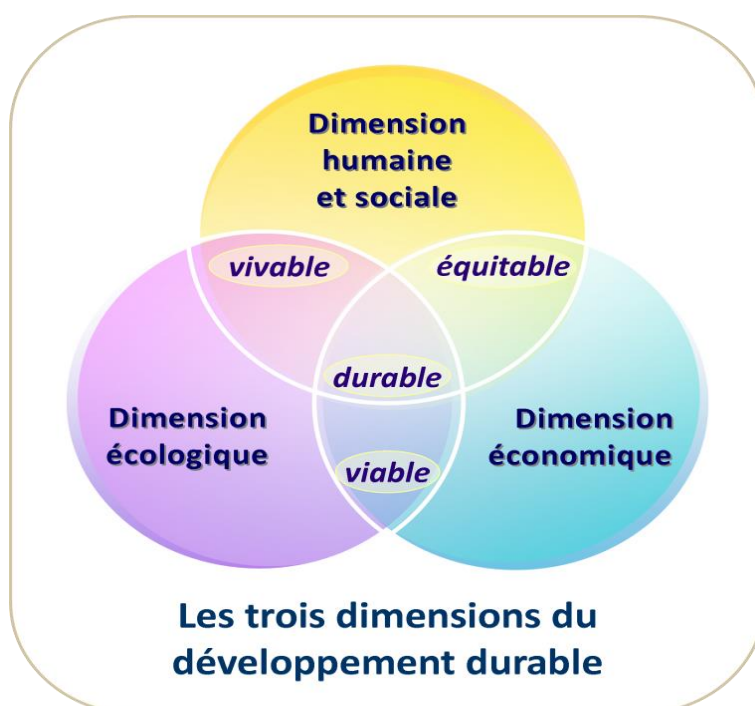 Dimension
humaine
et sociale
vivable
équitable
durable
Dimension
écologique
Dimension
économique
viable
Les trois dimensions du
développement durable